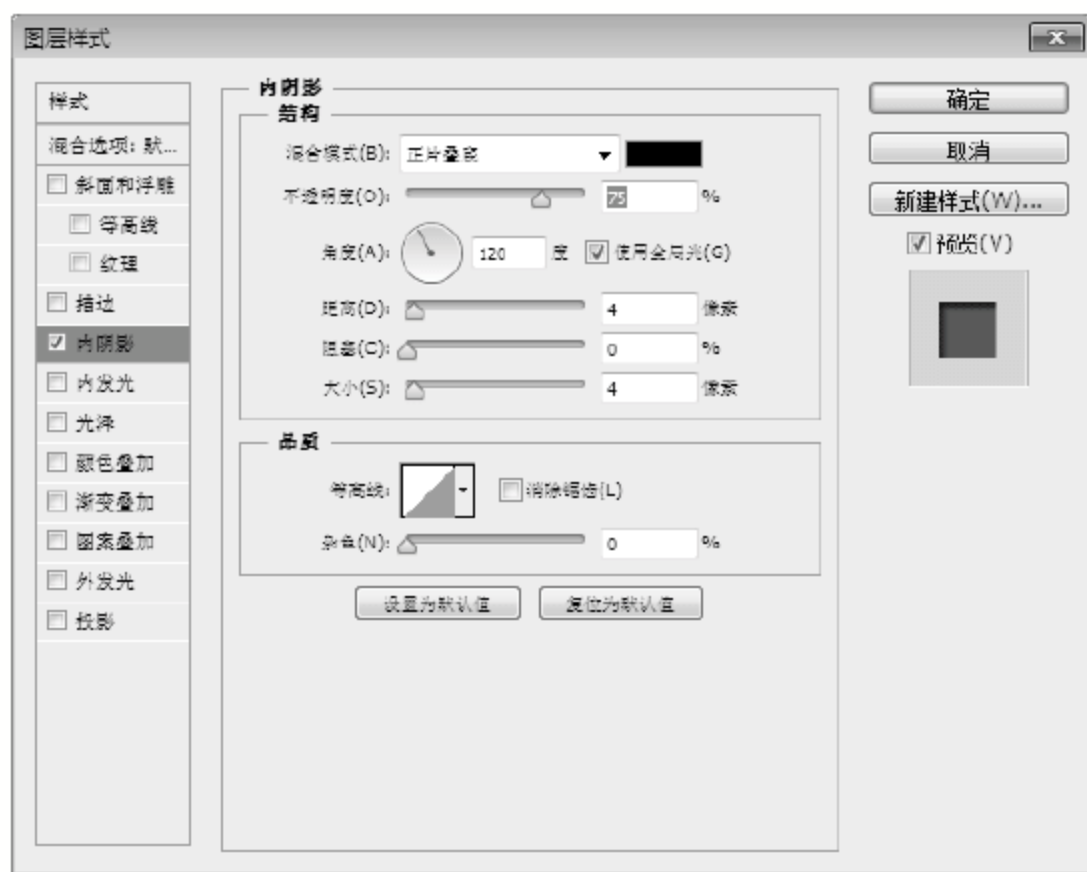 图层样式
样式
混合选项: 默...
斜面和浮雕
等高线
纹理
描边
内阴影
内发光
光泽
颜色叠加
渐变叠加
图案叠加
外发光
投影
内阴影
结构
混合模式(B): 正片叠底
不透明度(O): 75 %
角度(A): 120 度 使用全局光(G)
距离(D): 4 像素
阻塞(C): 0 %
大小(S): 4 像素
品质
等高线: 消除锯齿(L)
杂色(N): 0 %
设置为默认值 复位为默认值
确定
取消
新建样式(W)...
预览(V)